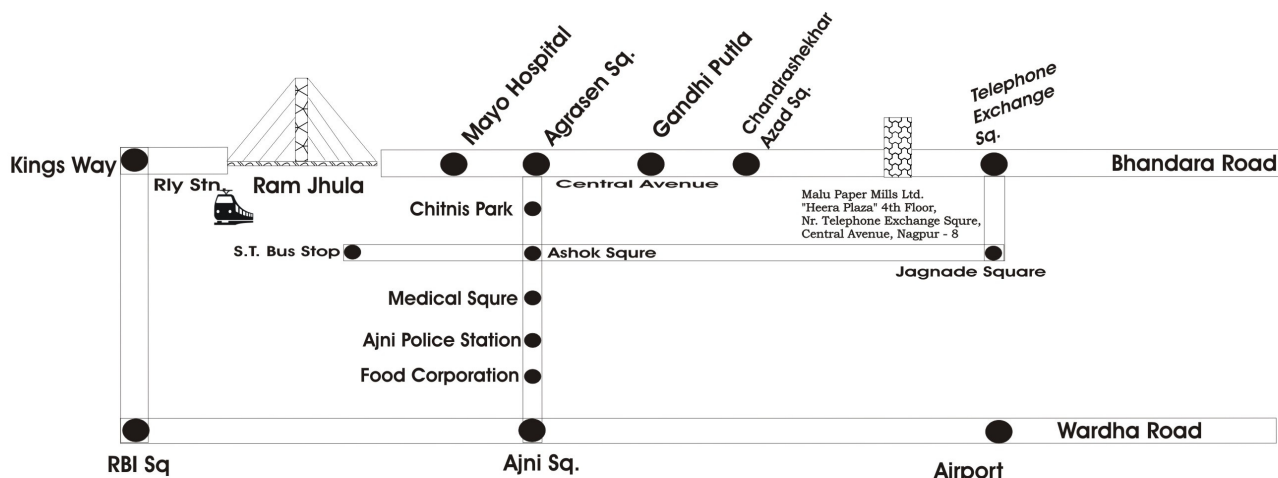 Mayo Hospital
Agrasen Sq.
Gandhi Putla
Chandrashekhar
Azad Sq.
Telephone
Exchange
Sq.
Kings Way
Bhandara Road
Rly Stn.
Ram Jhula
Central Avenue
Chitnis Park
Malu Paper Mills Ltd.
"Heera Plaza" 4th Floor,
Nr. Telephone Exchange Squre,
Central Avenue, Nagpur - 8
S.T. Bus Stop
Ashok Squre
Jagnade Square
Medical Squre
Ajni Police Station
Food Corporation
Wardha Road
RBI Sq
Ajni Sq.
Airport